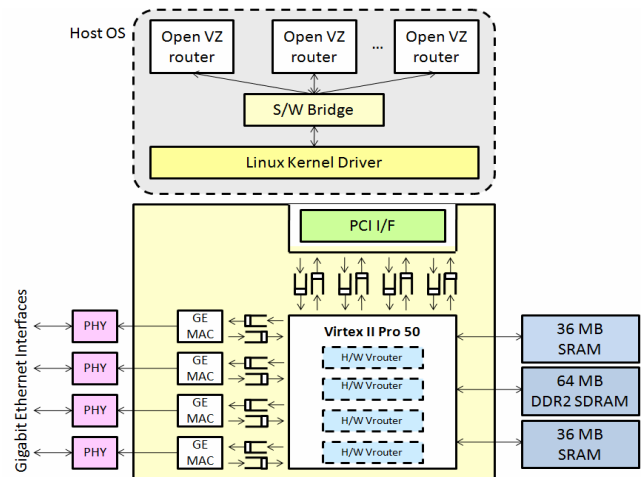 Host OS
Open VZ
router
Open VZ
router
...
Open VZ
router
S/W Bridge
Linux Kernel Driver
PCI I/F
Gigabit Ethernet Interfaces
PHY
GE
MAC
PHY
GE
MAC
PHY
GE
MAC
PHY
GE
MAC
Virtex II Pro 50
H/W Vrouter
H/W Vrouter
H/W Vrouter
H/W Vrouter
36 MB
SRAM
64 MB
DDR2 SDRAM
36 MB
SRAM